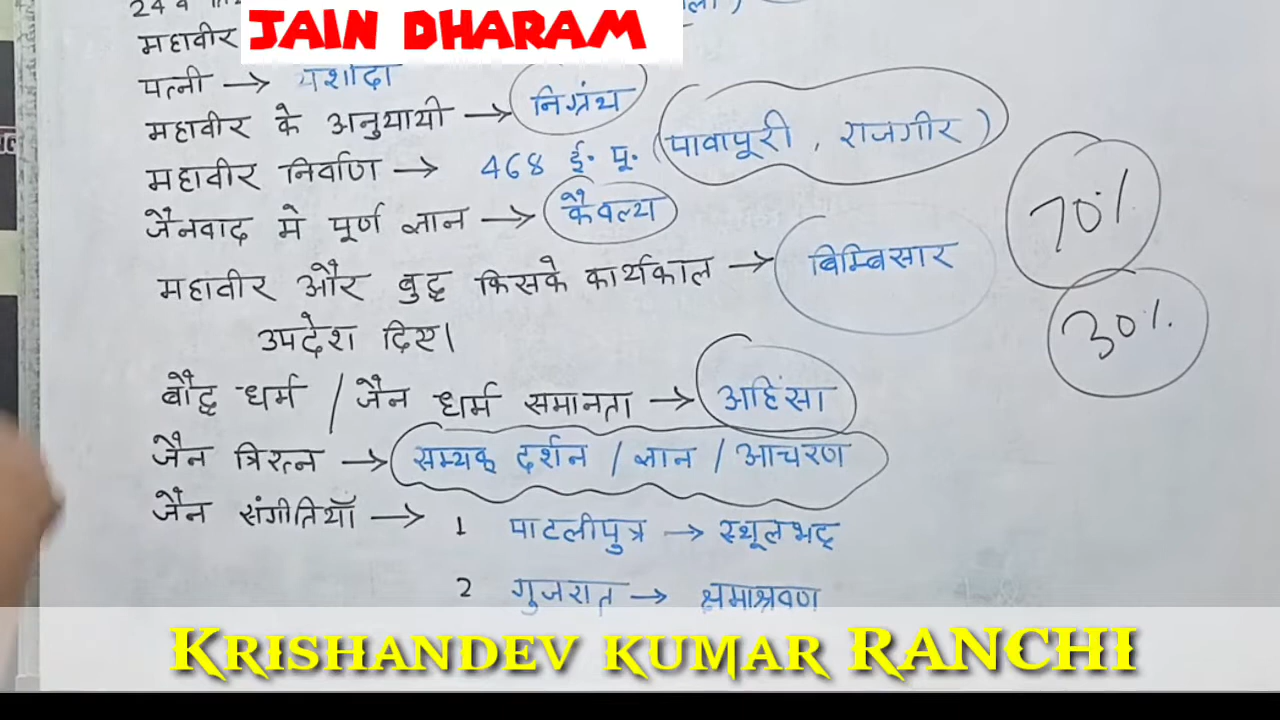 24 वे
JAIN DHARAM
महावीर
पत्नी → यशोदा
महावीर के अनुयायी → निग्रंथ
महावीर निर्वाण → 468 ई. पू. (पावापूरी , राजगीर)
जैनवाद मे पूर्ण ज्ञान → कैवल्य
महावीर और बुद्ध किसके कार्यकाल → बिम्बिसार
उपदेश दिए।
70%
30%
बौद्ध धर्म / जैन धर्म समानता → अहिंसा
जैन त्रिरत्न → सम्यक् दर्शन / ज्ञान / आचरण
जैन संगीतियाँ → 1 पाटलीपुत्र → स्थूलभद्र
2 गुजरात → क्षमाश्रवण
KRISHANDEV KUMAR RANCHI